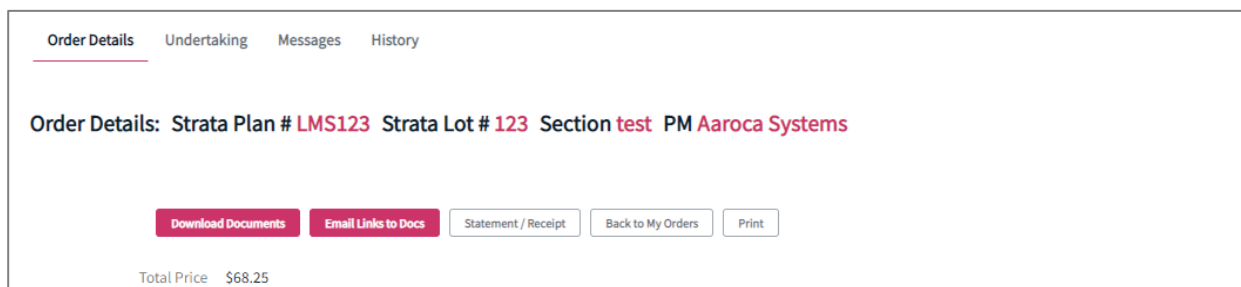 Order Details Undertaking Messages History
Order Details: Strata Plan # LMS123 Strata Lot # 123 Section test PM Aaroca Systems
Download Documents Email Links to Docs Statement / Receipt Back to My Orders Print
Total Price $68.25